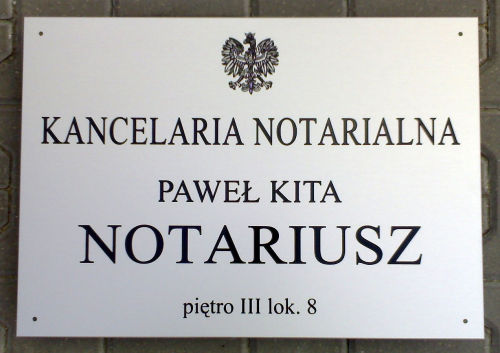 KANCELARIA NOTARIALNA
PAWEŁ KITA
NOTARIUSZ
piętro III lok. 8